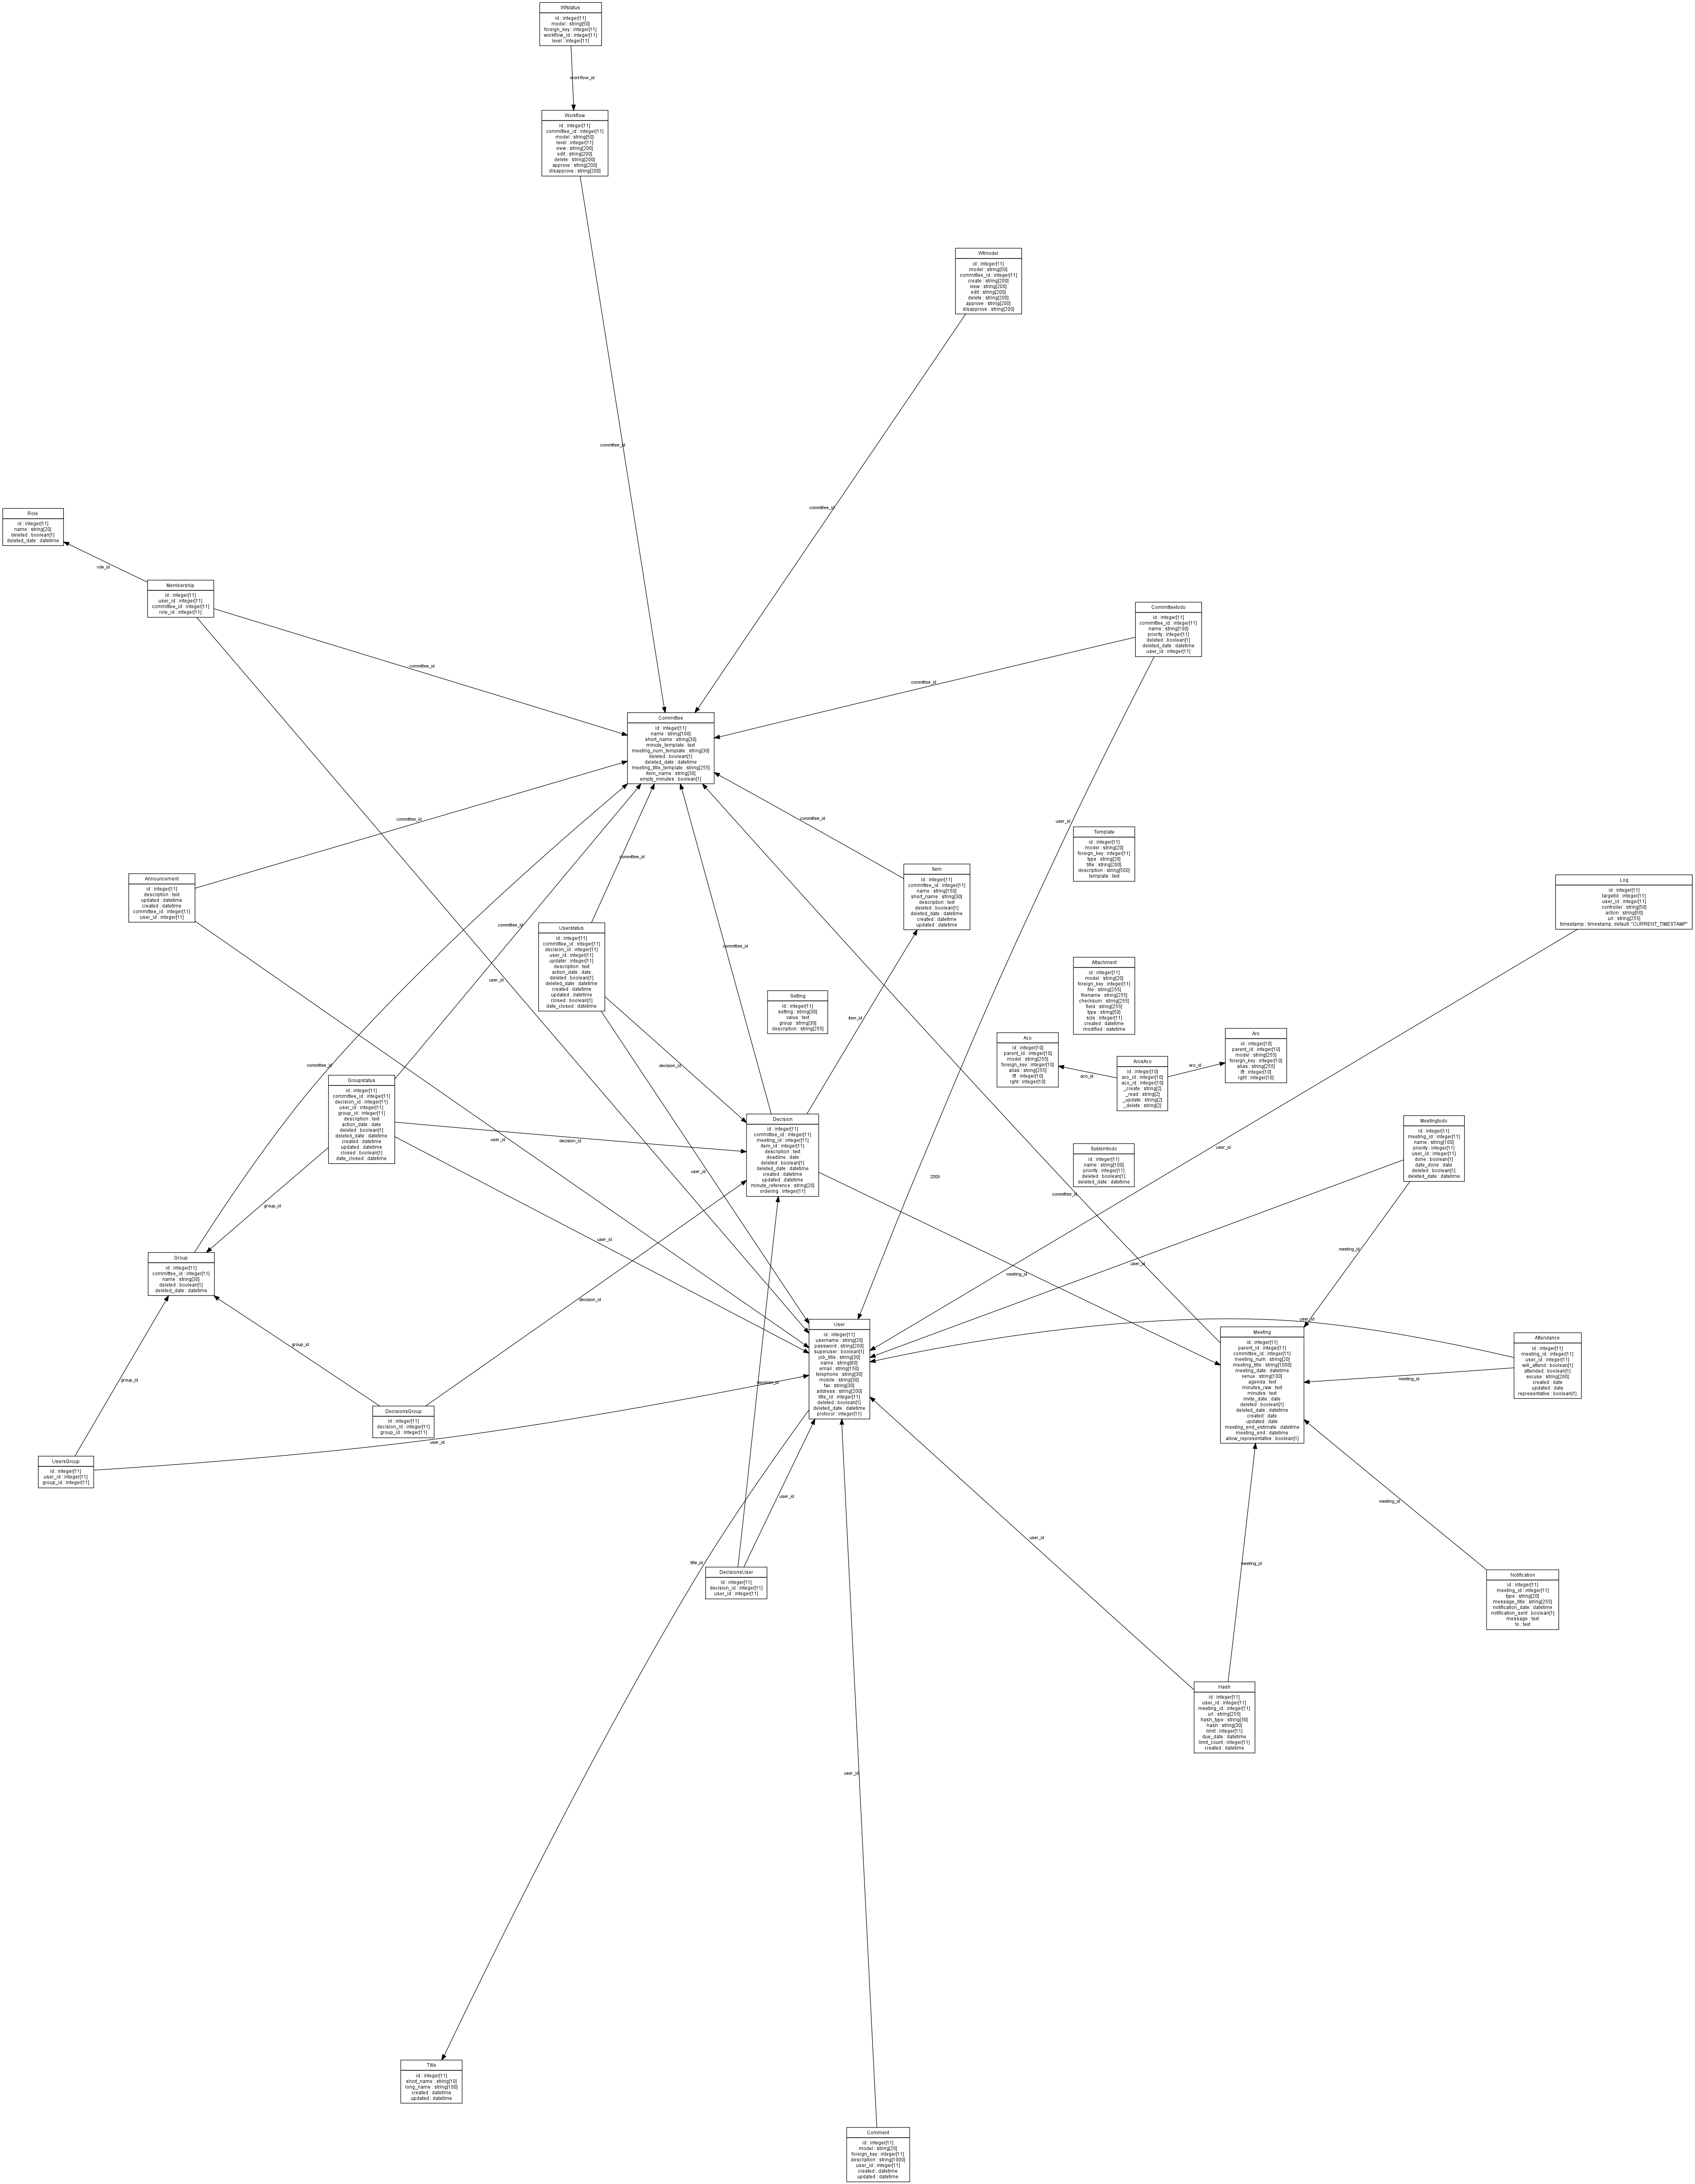 Wfstatus
id : integer[11]
model : string[50]
foreign_key : integer[11]
workflow_id : integer[11]
level : integer[11]
workflow_id
Workflow
id : integer[11]
committee_id : integer[11]
model : string[50]
level : integer[11]
view : string[200]
edit : string[200]
delete : string[200]
approve : string[200]
disapprove : string[200]
Wfmodel
id : integer[11]
model : string[50]
committee_id : integer[11]
create : string[200]
view : string[200]
edit : string[200]
delete : string[200]
approve : string[200]
disapprove : string[200]
committee_id
committee_id
Role
id : integer[11]
name : string[20]
deleted : boolean[1]
deleted_date : datetime
role_id
Membership
id : integer[11]
user_id : integer[11]
committee_id : integer[11]
role_id : integer[11]
Committeetodo
id : integer[11]
committee_id : integer[11]
name : string[100]
priority : integer[11]
deleted : boolean[1]
deleted_date : datetime
user_id : integer[11]
committee_id
committee_id
Committee
id : integer[11]
name : string[100]
short_name : string[30]
minute_template : text
meeting_num_template : string[30]
deleted : boolean[1]
deleted_date : datetime
meeting_title_template : string[255]
item_name : string[30]
empty_minutes : boolean[1]
committee_id
committee_id
user_id
Template
id : integer[11]
model : string[20]
foreign_key : integer[11]
type : string[20]
title : string[200]
description : string[500]
template : text
committee_id
Announcement
id : integer[11]
description : text
updated : datetime
created : datetime
committee_id : integer[11]
user_id : integer[11]
Item
id : integer[11]
committee_id : integer[11]
name : string[150]
short_name : string[30]
description : text
deleted : boolean[1]
deleted_date : datetime
created : datetime
updated : datetime
Log
id : integer[11]
targetid : integer[11]
user_id : integer[11]
controller : string[50]
action : string[50]
url : string[255]
timestamp : timestamp, default "CURRENT_TIMESTAMP"
committee_id
Userstatus
id : integer[11]
committee_id : integer[11]
decision_id : integer[11]
user_id : integer[11]
updater : integer[11]
description : text
action_date : date
deleted : boolean[1]
deleted_date : datetime
created : datetime
updated : datetime
closed : boolean[1]
date_closed : datetime
committee_id
user_id
Attachment
id : integer[11]
model : string[20]
foreign_key : integer[11]
file : string[255]
filename : string[255]
checksum : string[255]
field : string[255]
type : string[50]
size : integer[11]
created : datetime
modified : datetime
Setting
id : integer[11]
setting : string[30]
value : text
group : string[30]
description : string[255]
item_id
Aco
id : integer[10]
parent_id : integer[10]
model : string[255]
foreign_key : integer[10]
alias : string[255]
lft : integer[10]
rght : integer[10]
aco_id
ArosAco
id : integer[10]
aro_id : integer[10]
aco_id : integer[10]
_create : string[2]
_read : string[2]
_update : string[2]
_delete : string[2]
aro_id
Aro
id : integer[10]
parent_id : integer[10]
model : string[255]
foreign_key : integer[10]
alias : string[255]
lft : integer[10]
rght : integer[10]
committee_id
decision_id
Groupstatus
id : integer[11]
committee_id : integer[11]
decision_id : integer[11]
user_id : integer[11]
group_id : integer[11]
description : text
action_date : date
deleted : boolean[1]
deleted_date : datetime
created : datetime
updated : datetime
closed : boolean[1]
date_closed : datetime
Decision
id : integer[11]
committee_id : integer[11]
meeting_id : integer[11]
item_id : integer[11]
description : text
deadline : date
deleted : boolean[1]
deleted_date : datetime
created : datetime
updated : datetime
minute_reference : string[20]
ordering : integer[11]
Meetingtodo
id : integer[11]
meeting_id : integer[11]
name : string[100]
priority : integer[11]
user_id : integer[11]
done : boolean[1]
date_done : date
deleted : boolean[1]
deleted_date : datetime
user_id
decision_id
user_id
user_id
Systemtodo
id : integer[11]
name : string[100]
priority : integer[11]
deleted : boolean[1]
deleted_date : datetime
2009
committee_id
group_id
user_id
meeting_id
Group
id : integer[11]
committee_id : integer[11]
name : string[30]
deleted : boolean[1]
deleted_date : datetime
user_id
meeting_id
decision_id
group_id
User
id : integer[11]
username : string[20]
password : string[200]
superuser : boolean[1]
job_title : string[30]
name : string[60]
email : string[150]
telephone : string[30]
mobile : string[30]
fax : string[30]
address : string[200]
title_id : integer[11]
deleted : boolean[1]
deleted_date : datetime
protocol : integer[11]
user_id
Meeting
id : integer[11]
parent_id : integer[11]
committee_id : integer[11]
meeting_num : string[20]
meeting_title : string[1000]
meeting_date : datetime
venue : string[100]
agenda : text
minutes_raw : text
minutes : text
invite_date : date
deleted : boolean[1]
deleted_date : datetime
created : date
updated : date
meeting_end_estimate : datetime
meeting_end : datetime
allow_representative : boolean[1]
meeting_id
Attendance
id : integer[11]
meeting_id : integer[11]
user_id : integer[11]
will_attend : boolean[1]
attended : boolean[1]
excuse : string[200]
created : date
updated : date
representative : boolean[1]
group_id
decision_id
DecisionsGroup
id : integer[11]
decision_id : integer[11]
group_id : integer[11]
user_id
UsersGroup
id : integer[11]
user_id : integer[11]
group_id : integer[11]
user_id
meeting_id
user_id
title_id
meeting_id
DecisionsUser
id : integer[11]
decision_id : integer[11]
user_id : integer[11]
Notification
id : integer[11]
meeting_id : integer[11]
type : string[20]
message_title : string[255]
notification_date : datetime
notification_sent : boolean[1]
message : text
to : text
Hash
id : integer[11]
user_id : integer[11]
meeting_id : integer[11]
url : string[255]
hash_type : string[30]
hash : string[30]
limit : integer[11]
due_date : datetime
limit_count : integer[11]
created : datetime
user_id
Title
id : integer[11]
short_name : string[10]
long_name : string[100]
created : datetime
updated : datetime
Comment
id : integer[11]
model : string[20]
foreign_key : integer[11]
description : string[1000]
user_id : integer[11]
created : datetime
updated : datetime